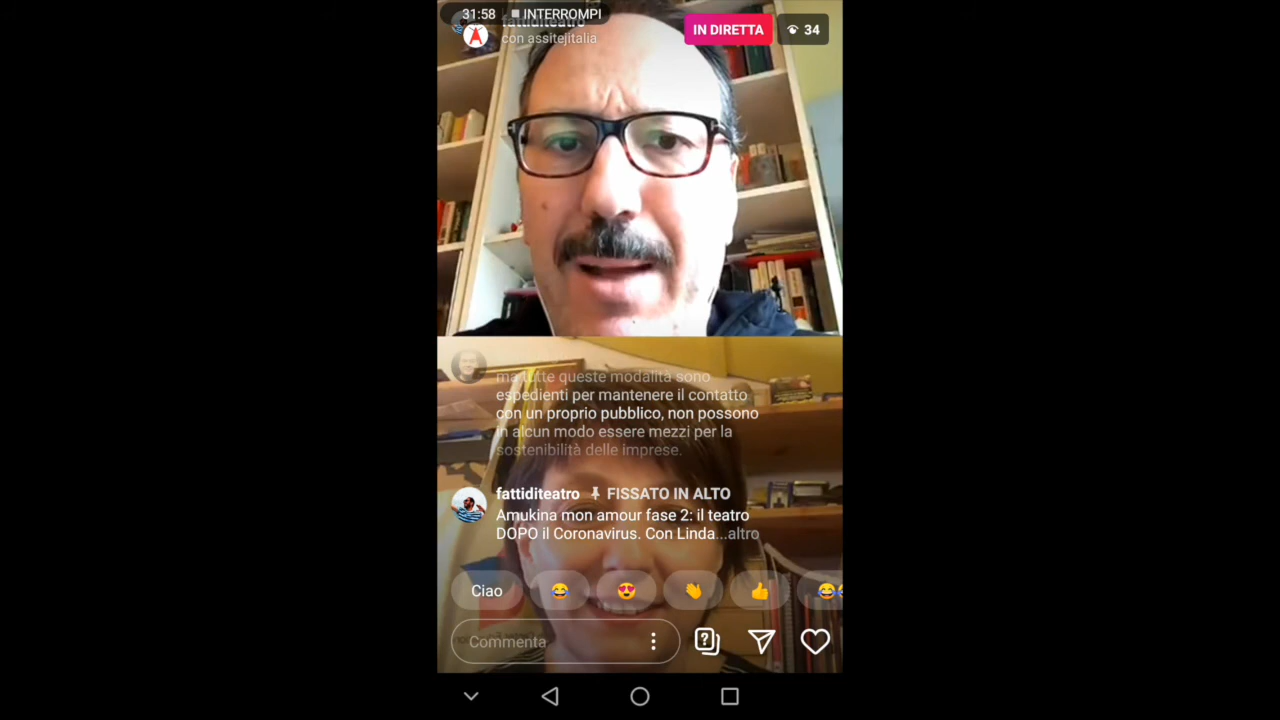 31:58 INTERROMPI
fattiditeatro
con assitejitalia
IN DIRETTA
34
ma tutte queste modalità sono
espedienti per mantenere il contatto
con un proprio pubblico, non possono
in alcun modo essere mezzi per la
sostenibilità delle imprese.
fattiditeatro FISSATO IN ALTO
Amukina mon amour fase 2: il teatro
DOPO il Coronavirus. Con Linda...altro
Ciao
Commenta